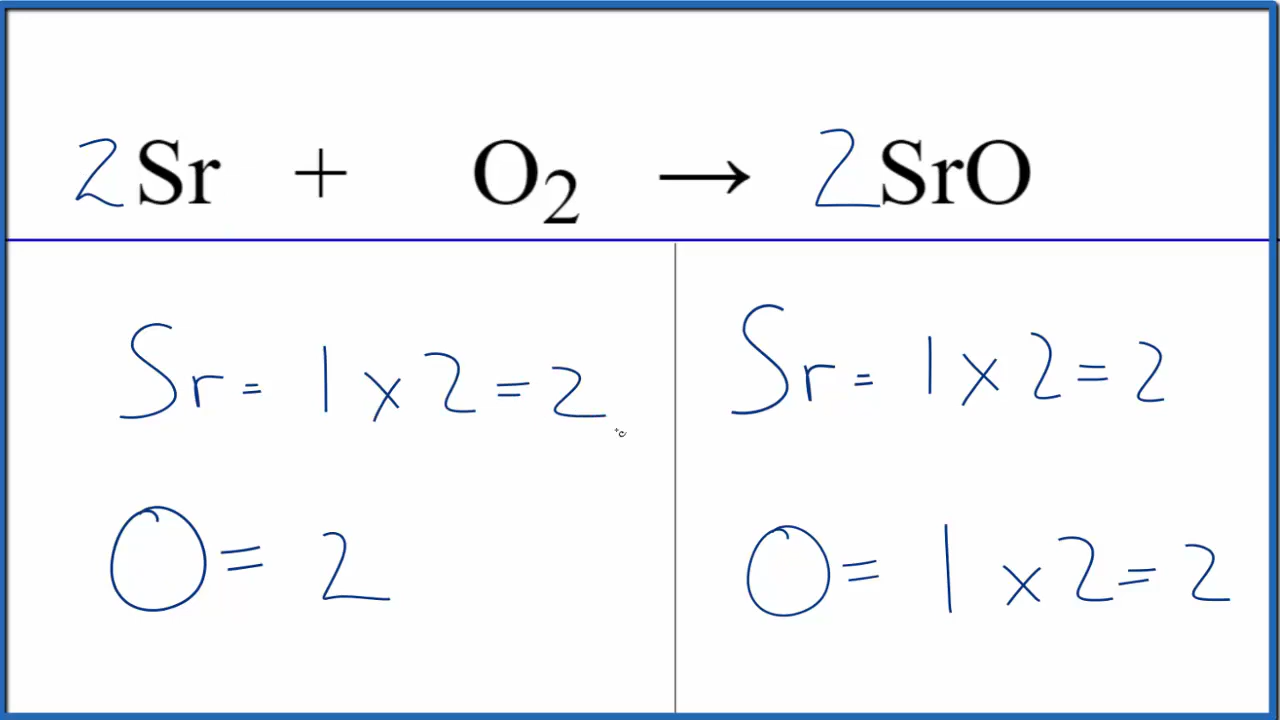 2Sr + O₂ → 2SrO
Sr = 1 x 2 = 2
O = 2
Sr = 1 x 2 = 2
O = 1 x 2 = 2